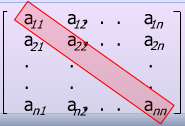 a11 a12 . . a1n
a21 a22 . . a2n
. . .
. . .
an1 an2 . . ann